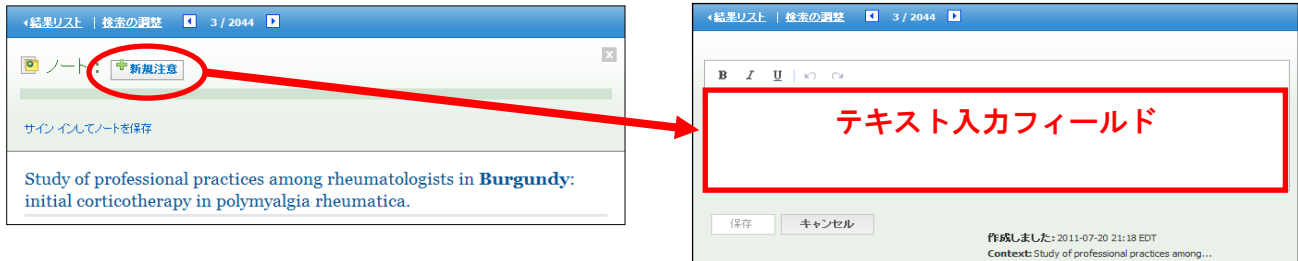 結果リスト | 検索の調整 3 / 2044
ノート: 新規注意
x
サイン インしてノートを保存
Study of professional practices among rheumatologists in Burgundy:
initial corticotherapy in polymyalgia rheumatica.
結果リスト | 検索の調整 3 / 2044
B I U
テキスト入力フィールド
保存 キャンセル
作成しました: 2011-07-20 21:18 EDT
Context: Study of professional practices among...